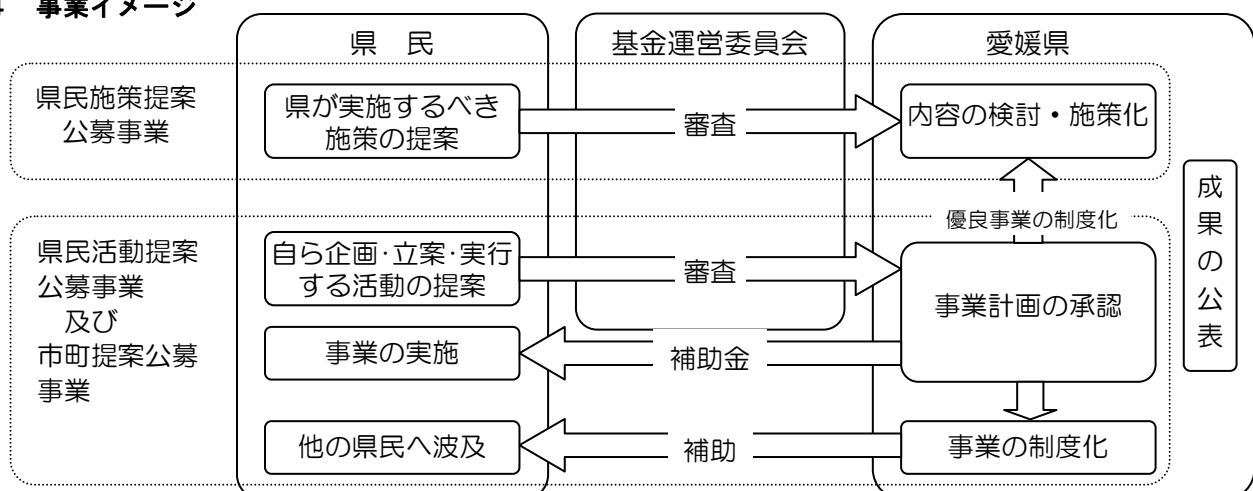 事業イメージ
県 民
基金運営委員会
愛媛県
県民施策提案
公募事業
県が実施するべき
施策の提案
審査
内容の検討・施策化
優良事業の制度化
県民活動提案
公募事業
及び
市町提案公募
事業
自ら企画・立案・実行
する活動の提案
審査
事業計画の承認
事業の実施
補助金
他の県民へ波及
補助
事業の制度化
成果の公表